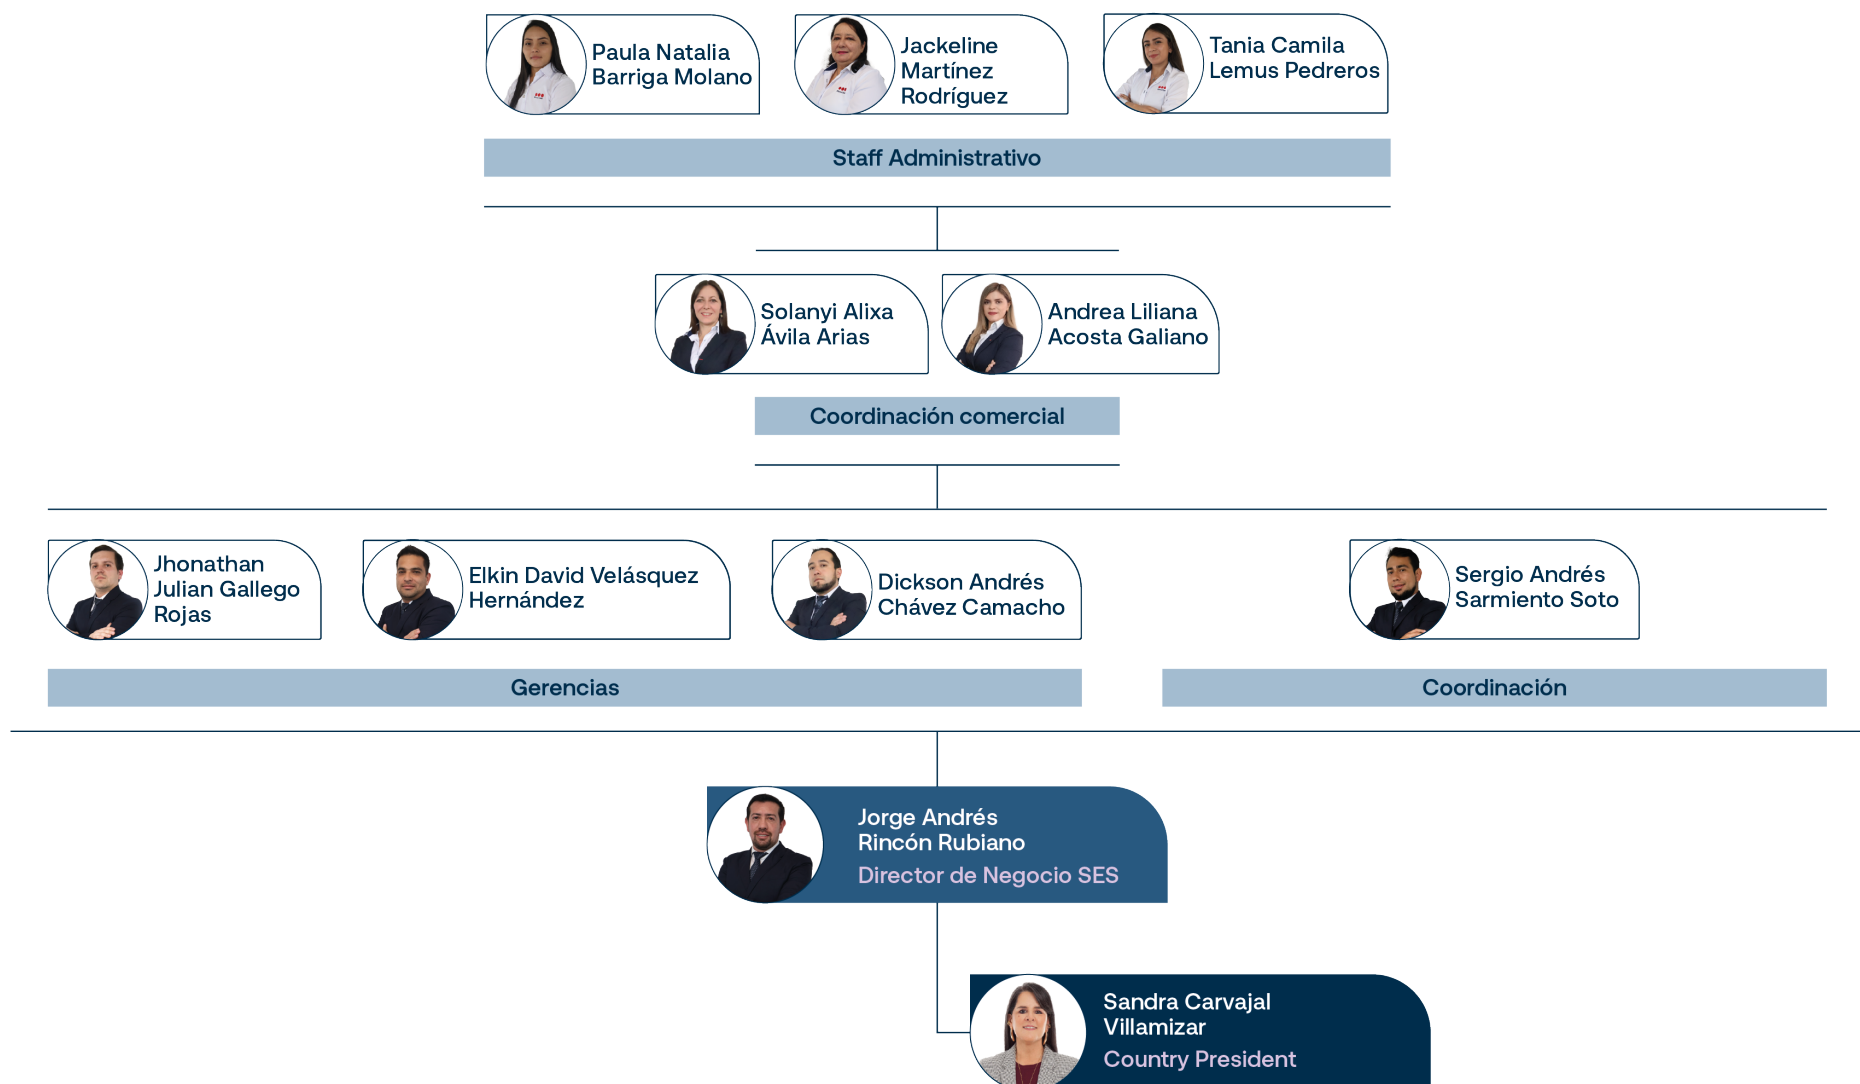 Paula Natalia
Barriga Molano
Jackeline
Martínez
Rodríguez
Tania Camila
Lemus Pedreros
Staff Administrativo
Solanyi Alixa
Ávila Arias
Andrea Liliana
Acosta Galiano
Coordinación comercial
Jhonathan
Julian Gallego
Rojas
Elkin David Velásquez
Hernández
Dickson Andrés
Chávez Camacho
Sergio Andrés
Sarmiento Soto
Gerencias
Coordinación
Jorge Andrés
Rincón Rubiano
Director de Negocio SES
Sandra Carvajal
Villamizar
Country President